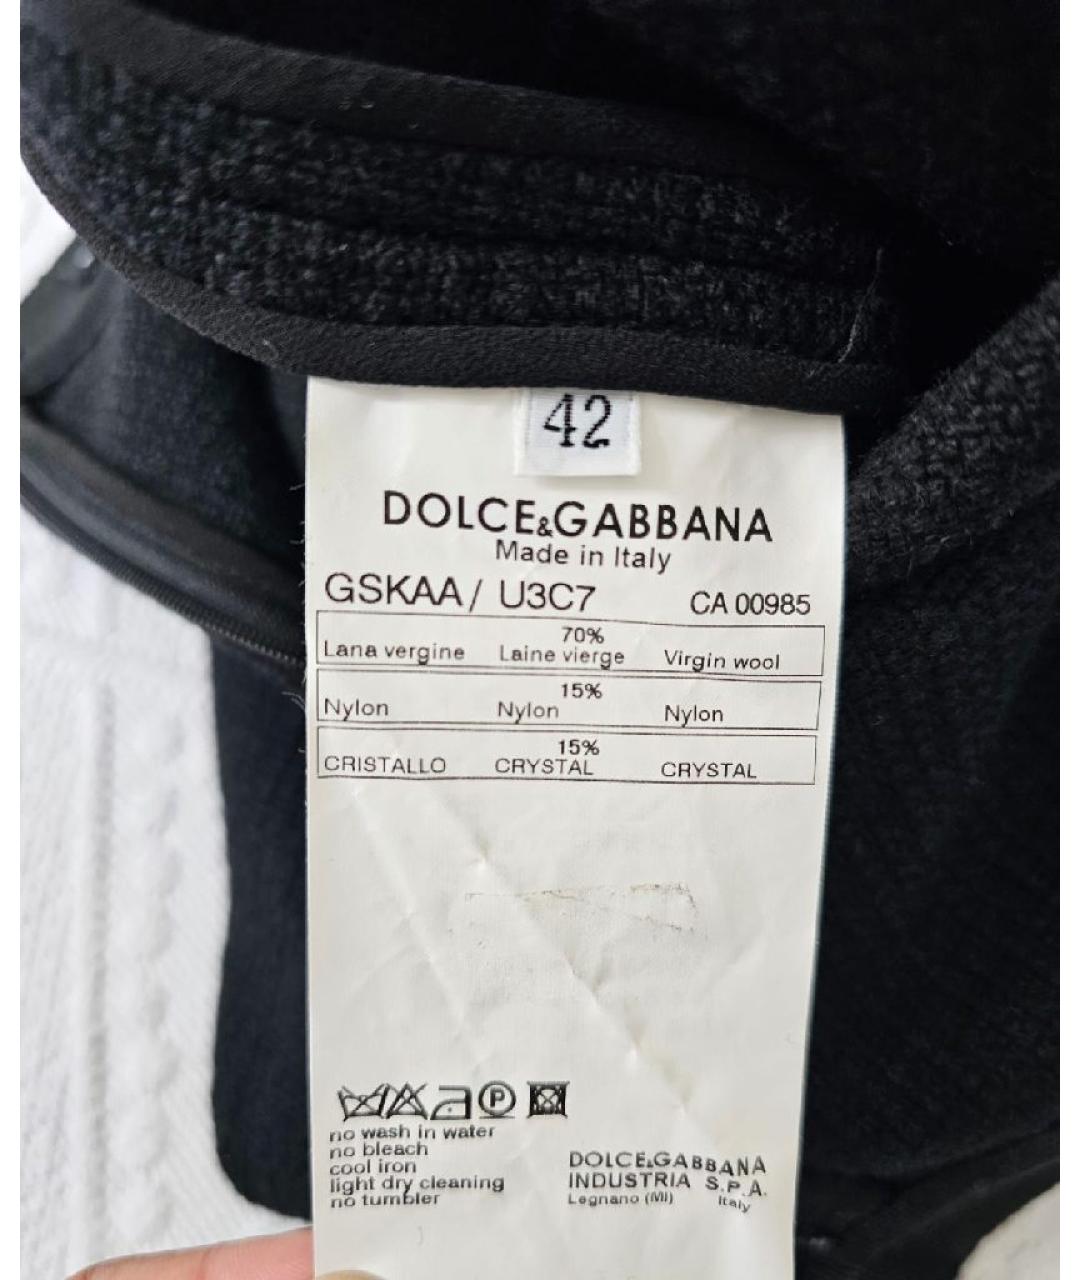 42
DOLCE&GABBANA
Made in Italy
GSKAA / U3C7 CA 00985
70%
Lana vergine Laine vierge Virgin wool
15%
Nylon Nylon Nylon
15%
CRISTALLO CRYSTAL CRYSTAL
P
no wash in water
no bleach
cool iron
light dry cleaning
no tumbler
DOLCE&GABBANA
INDUSTRIA S.P.A.
Legnano (MI) Italy